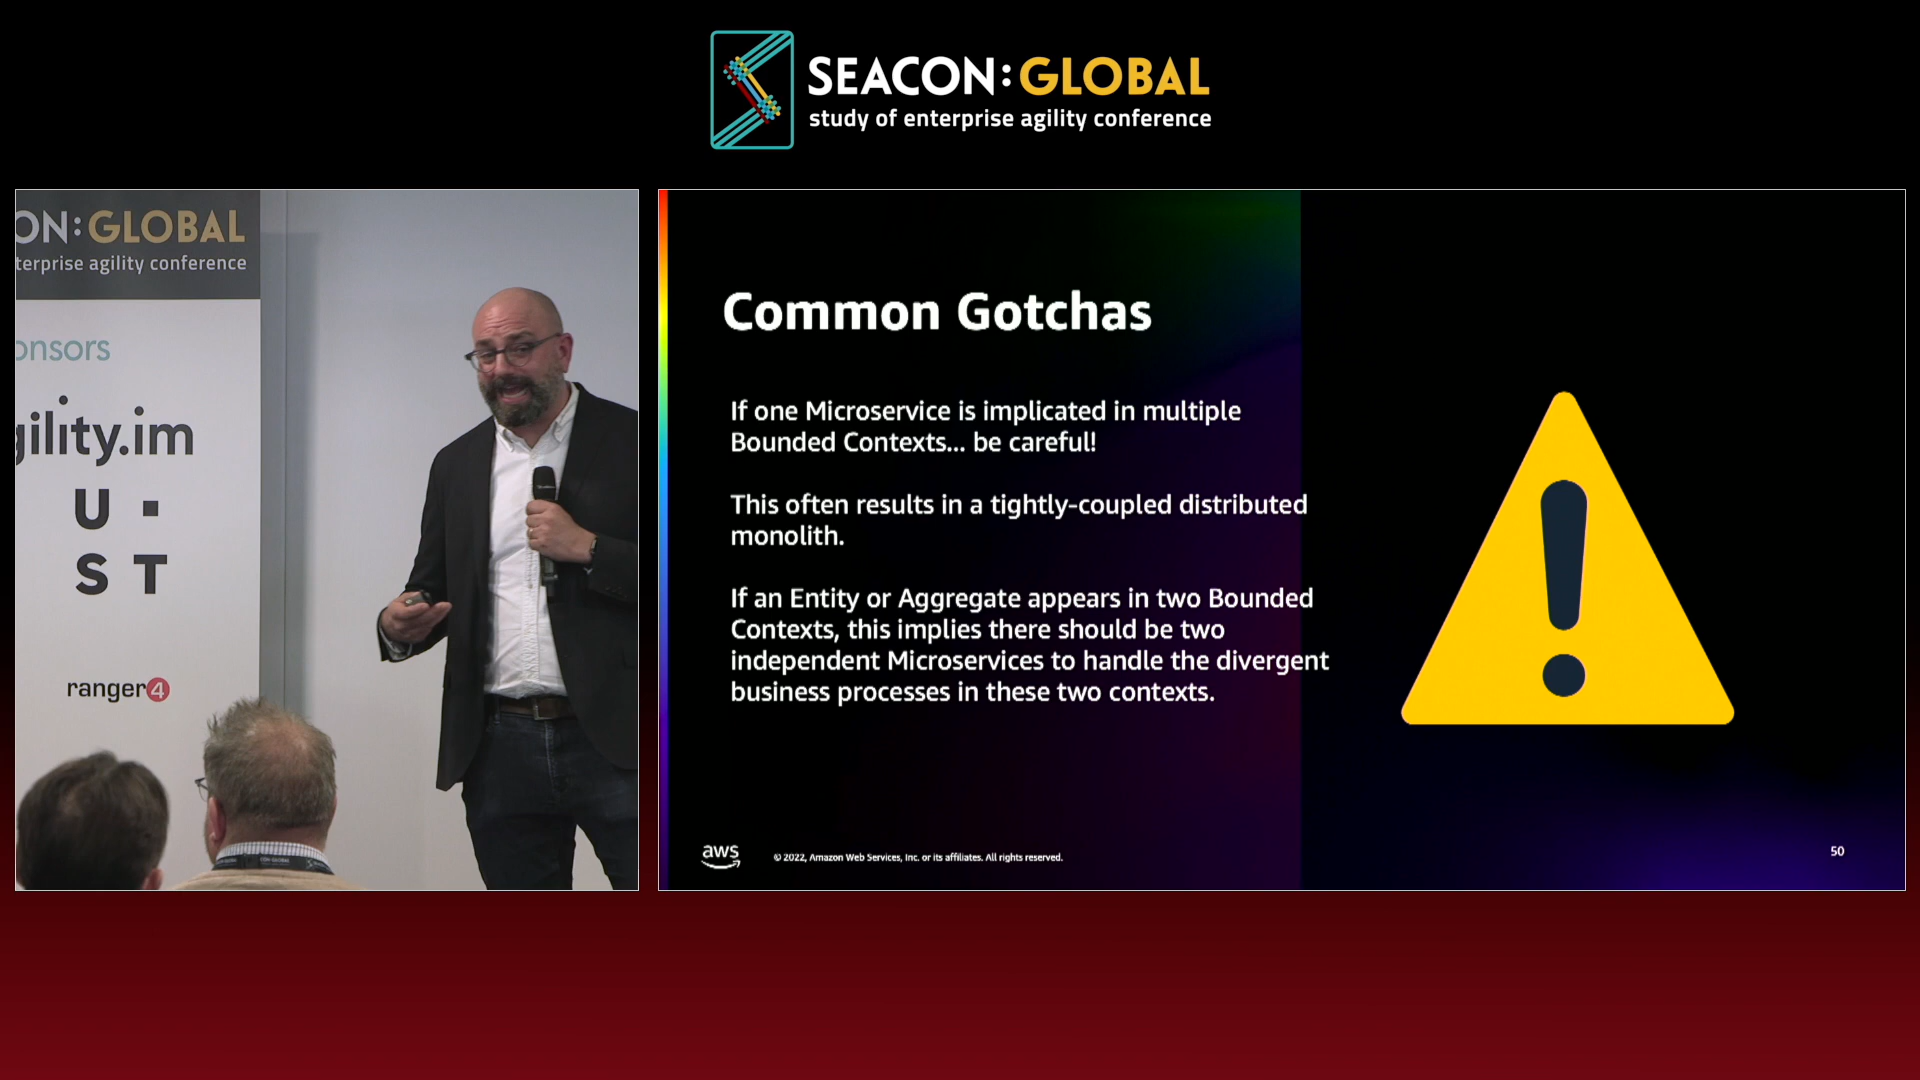 SEACON:GLOBAL
study of enterprise agility conference
ON:GLOBAL
terprise agility conference
onsors
gility.im
U ▪
S T
ranger4
Common Gotchas
If one Microservice is implicated in multiple
Bounded Contexts... be careful!
This often results in a tightly-coupled distributed
monolith.
If an Entity or Aggregate appears in two Bounded
Contexts, this implies there should be two
independent Microservices to handle the divergent
business processes in these two contexts.
aws
© 2022, Amazon Web Services, Inc. or its affiliates. All rights reserved.
50